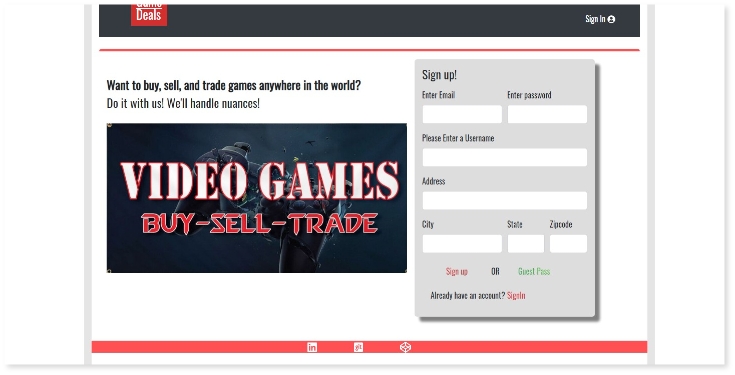 Game
Deals
Sign In
Want to buy, sell, and trade games anywhere in the world?
Do it with us! We'll handle nuances!
VIDEO GAMES
BUY-SELL-TRADE
Sign up!
Enter Email
Enter password
Please Enter a Username
Address
City
State
Zipcode
Sign up OR Guest Pass
Already have an account? SignIn
in